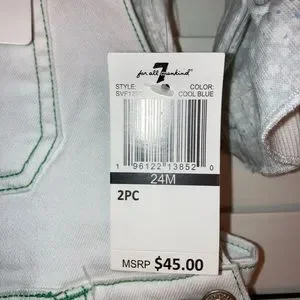 7
for all mankind
STYLE: COLOR:
COOL BLUE
1 96122 13852 0
24M
2PC
MSRP $45.00